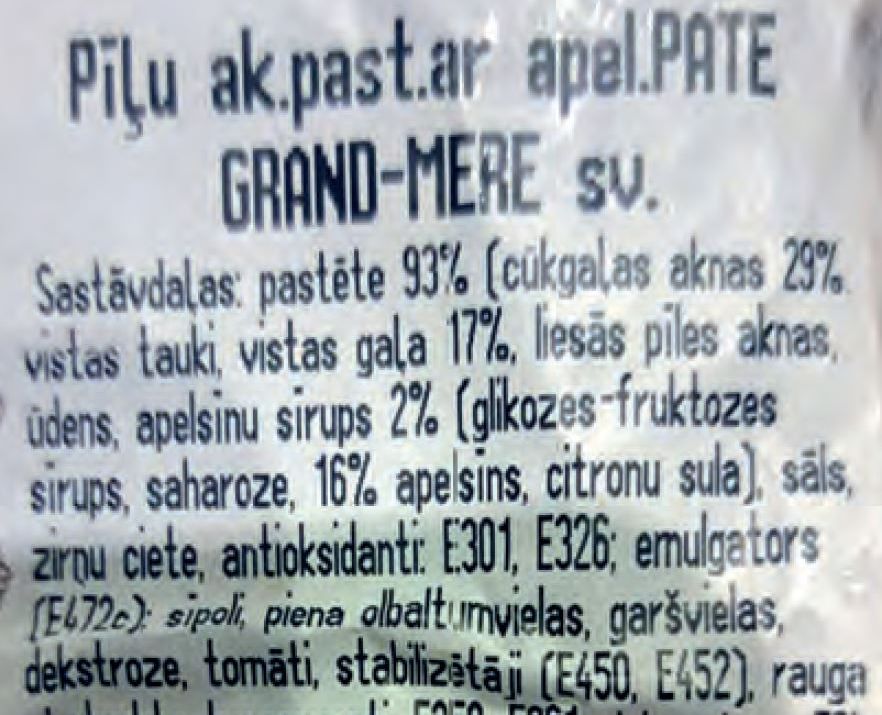 Pīļu ak.past.ar apel.PATE
GRAND-MERE sv.
Sastāvdaļas: pastēte 93% (cūkgaļas aknas 29%
vistas tauki, vistas gaļa 17%, liesās pīles aknas,
ūdens, apelsīnu sīrups 2% (glikozes-fruktozes
sīrups, saharoze, 16% apelsīns, citronu sula), sāls,
zirņu ciete, antioksidanti: E301, E326; emulgators
(E472c); sīpoli, piena olbaltumvielas, garšvielas,
dekstroze, tomāti, stabilizētāji (E450, E452), rauga